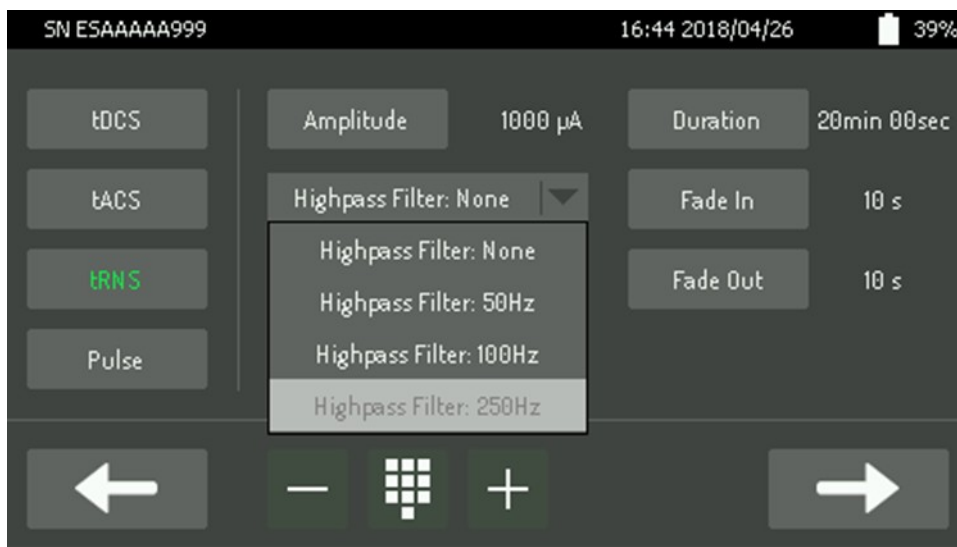 SN ESAAAAA999 16:44 2018/04/26 39%
tDCS Amplitude 1000 µA Duration 20min 00sec
tACS Highpass Filter: None Fade In 10 s
Highpass Filter: None
tRNS Highpass Filter: 50Hz Fade Out 10 s
Pulse Highpass Filter: 100Hz
Highpass Filter: 250Hz